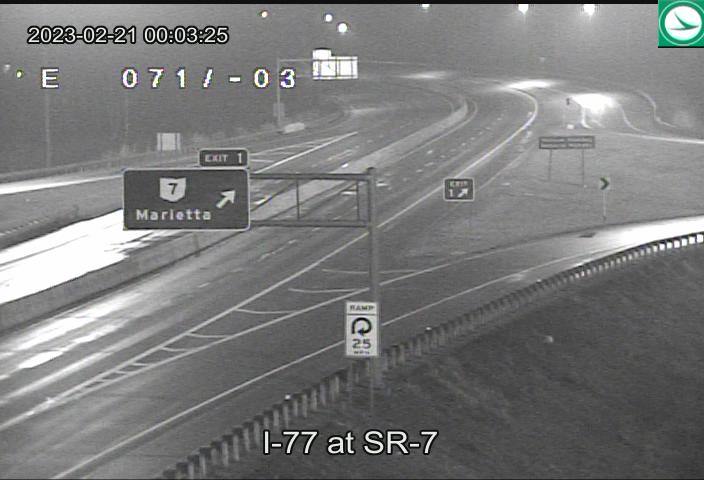 2023-02-21 00:03:25
E 071/-03
EXIT 1
7
Marietta
EXIT
1
RAMP
25
MPH
I-77 at SR-7